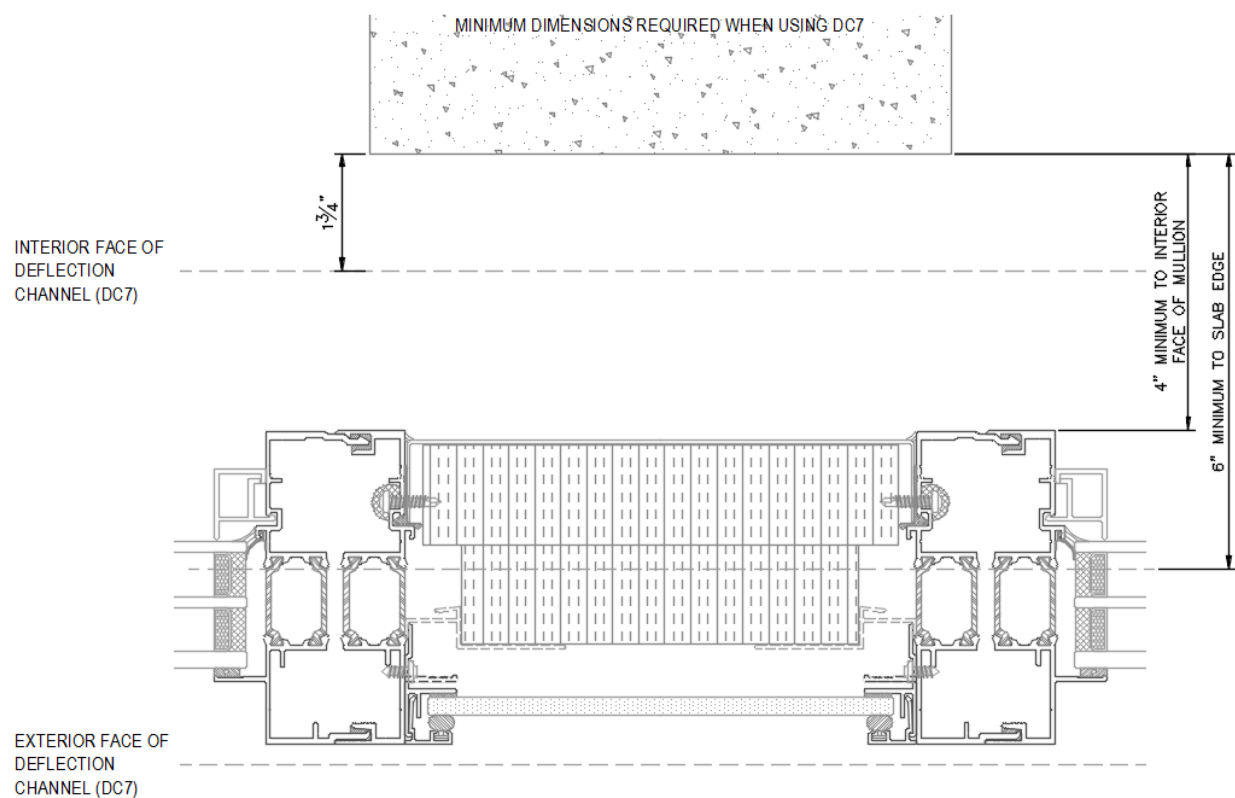 MINIMUM DIMENSIONS REQUIRED WHEN USING DC7
1¾"
INTERIOR FACE OF
DEFLECTION
CHANNEL (DC7)
4" MINIMUM TO INTERIOR
FACE OF MULLION
6" MINIMUM TO SLAB EDGE
EXTERIOR FACE OF
DEFLECTION
CHANNEL (DC7)